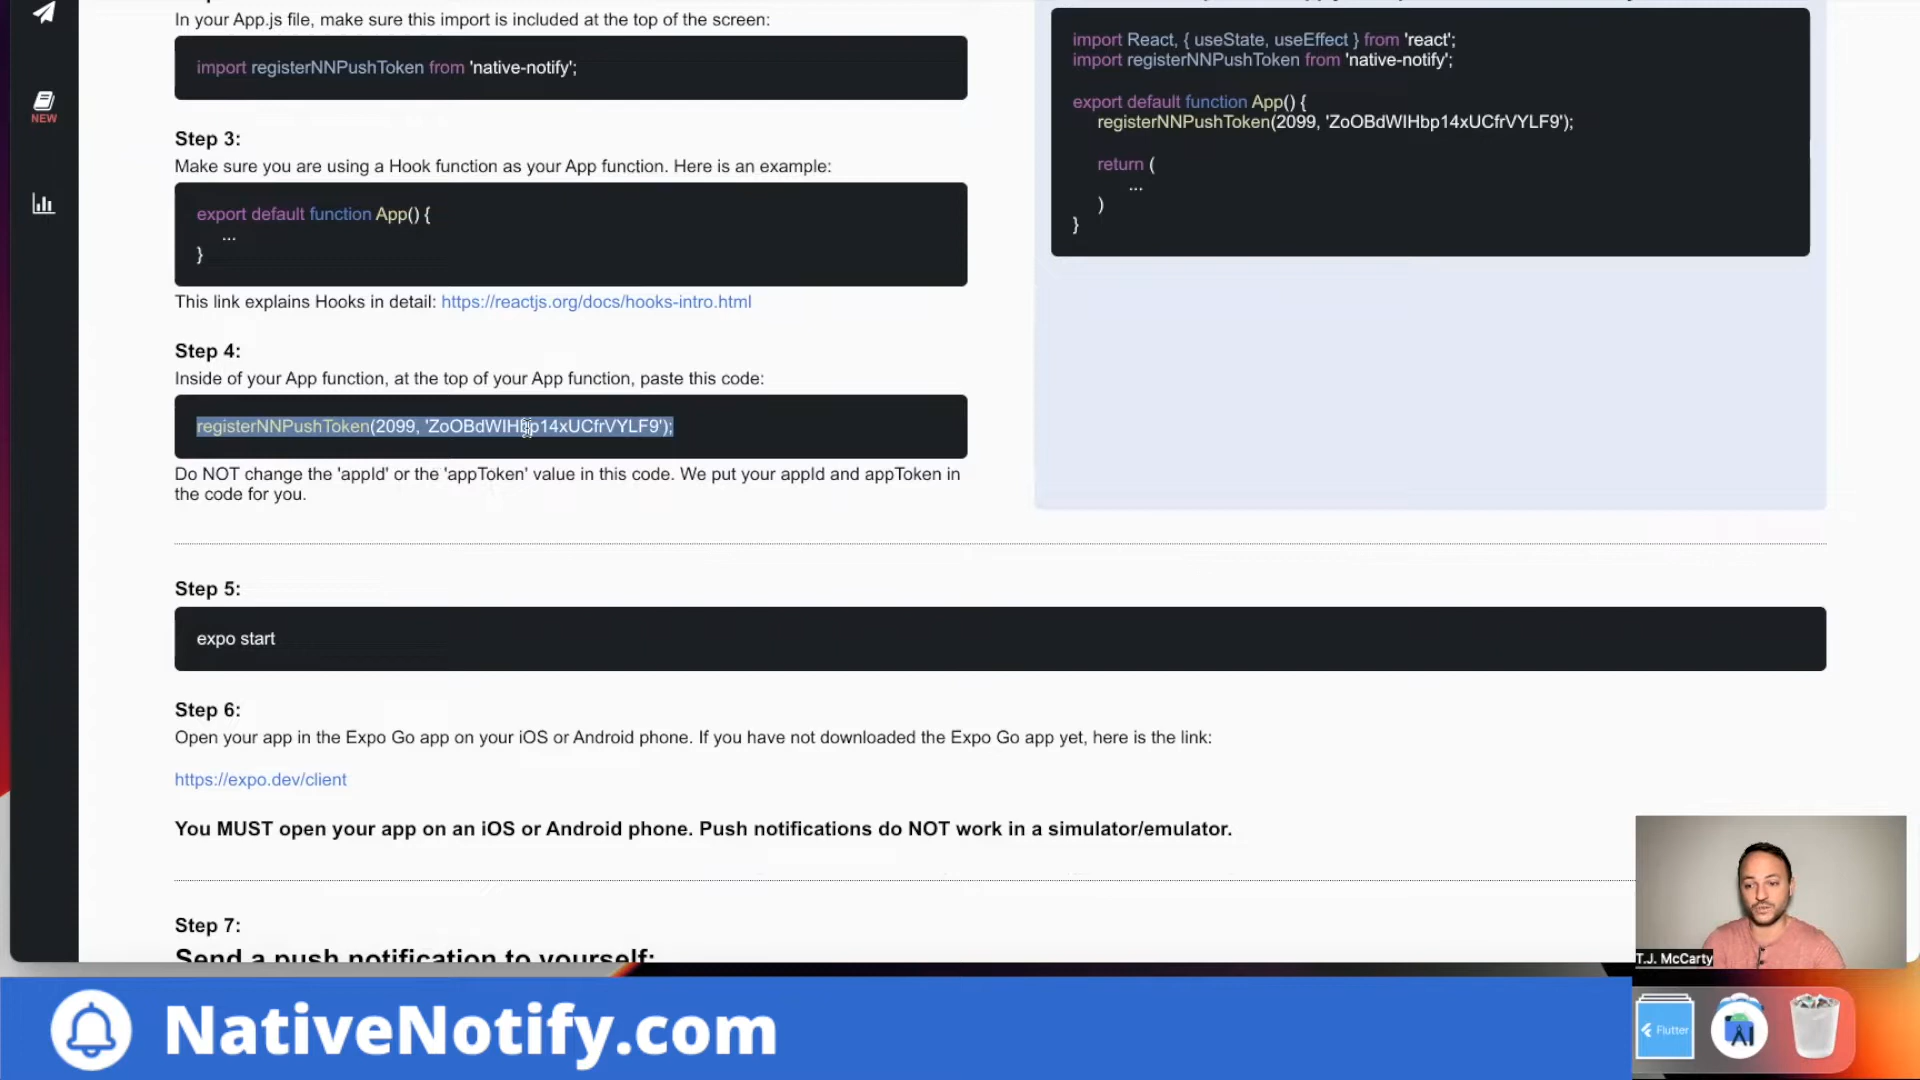 In your App.js file, make sure this import is included at the top of the screen:
import registerNNPushToken from 'native-notify';
NEW
Step 3:
Make sure you are using a Hook function as your App function. Here is an example:
export default function App() {
...
}
This link explains Hooks in detail: https://reactjs.org/docs/hooks-intro.html
Step 4:
Inside of your App function, at the top of your App function, paste this code:
registerNNPushToken(2099, 'ZoOBdWIHbp14xUCfrVYLF9');
Do NOT change the 'appId' or the 'appToken' value in this code. We put your appId and appToken in
the code for you.
import React, { useState, useEffect } from 'react';
import registerNNPushToken from 'native-notify';
export default function App() {
registerNNPushToken(2099, 'ZoOBdWIHbp14xUCfrVYLF9');
return (
...
)
}
Step 5:
expo start
Step 6:
Open your app in the Expo Go app on your iOS or Android phone. If you have not downloaded the Expo Go app yet, here is the link:
https://expo.dev/client
You MUST open your app on an iOS or Android phone. Push notifications do NOT work in a simulator/emulator.
Step 7:
Send a push notification to yourself:
T.J. McCarty
NativeNotify.com
Flutter